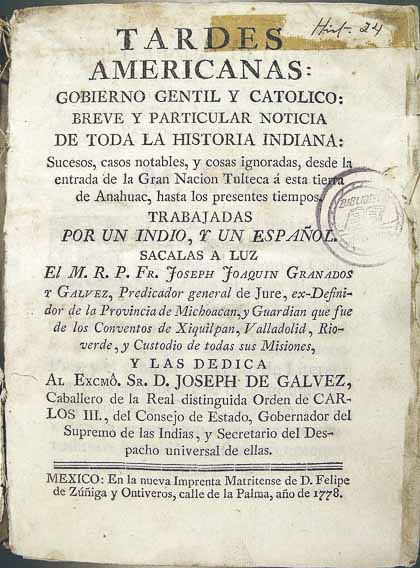 Hist. 24
TARDES
AMERICANAS:
GOBIERNO GENTIL Y CATOLICO:
BREVE Y PARTICULAR NOTICIA
DE TODA LA HISTORIA INDIANA:
Sucesos, casos notables, y cosas ignoradas, desde la
entrada de la Gran Nacion Tulteca á esta tierra
de Anahuac, hasta los presentes tiempos.
TRABAJADAS
POR UN INDIO, Y UN ESPAÑOL.
SACALAS A LUZ
El M. R. P. Fr. Joseph Joaquin Granados
y Galvez, Predicador general de Jure, ex-Defini-
dor de la Provincia de Michoacan, y Guardian que fue
de los Conventos de Xiquilpan, Valladolid, Rio-
verde, y Custodio de todas sus Misiones,
Y LAS DEDICA
Al Excmô. Sr. D. JOSEPH DE GALVEZ,
Caballero de la Real distinguida Orden de CAR-
LOS III., del Consejo de Estado, Gobernador del
Supremo de las Indias, y Secretario del Des-
pacho universal de ellas.
MEXICO: En la nueva Imprenta Matritense de D. Felipe
de Zúñiga y Ontiveros, calle de la Palma, año de 1778.